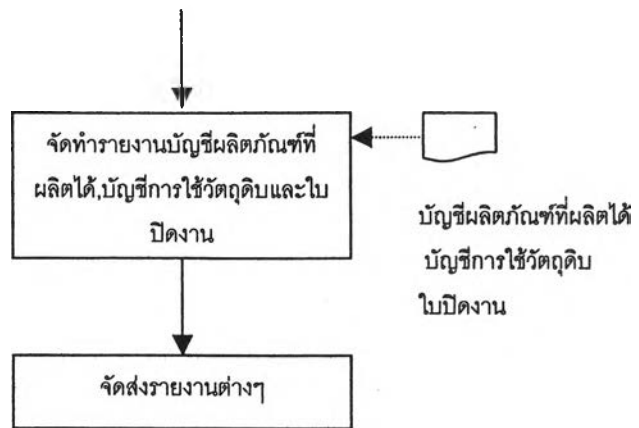 จัดทำรายงานบัญชีผลิตภัณฑ์ที่
ผลิตได้,บัญชีการใช้วัตถุดิบและใบ
ปิดงาน
บัญชีผลิตภัณฑ์ที่ผลิตได้
บัญชีการใช้วัตถุดิบ
ใบปิดงาน
จัดส่งรายงานต่างๆ